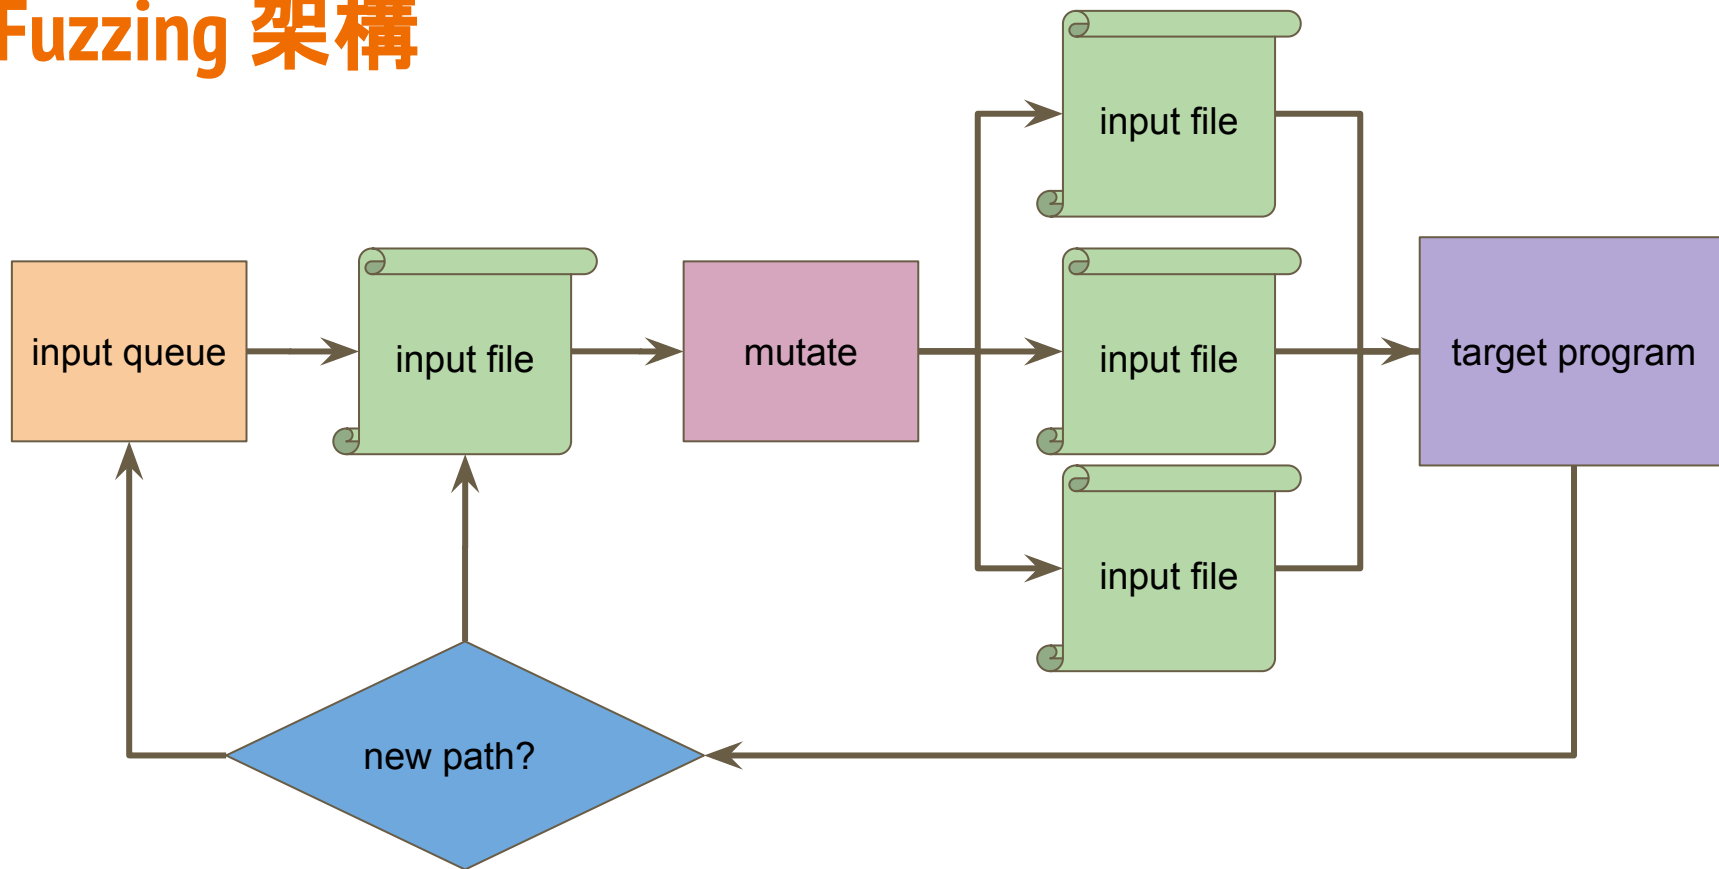 Fuzzing 架構
input file
input queue
input file
mutate
input file
target program
input file
new path?